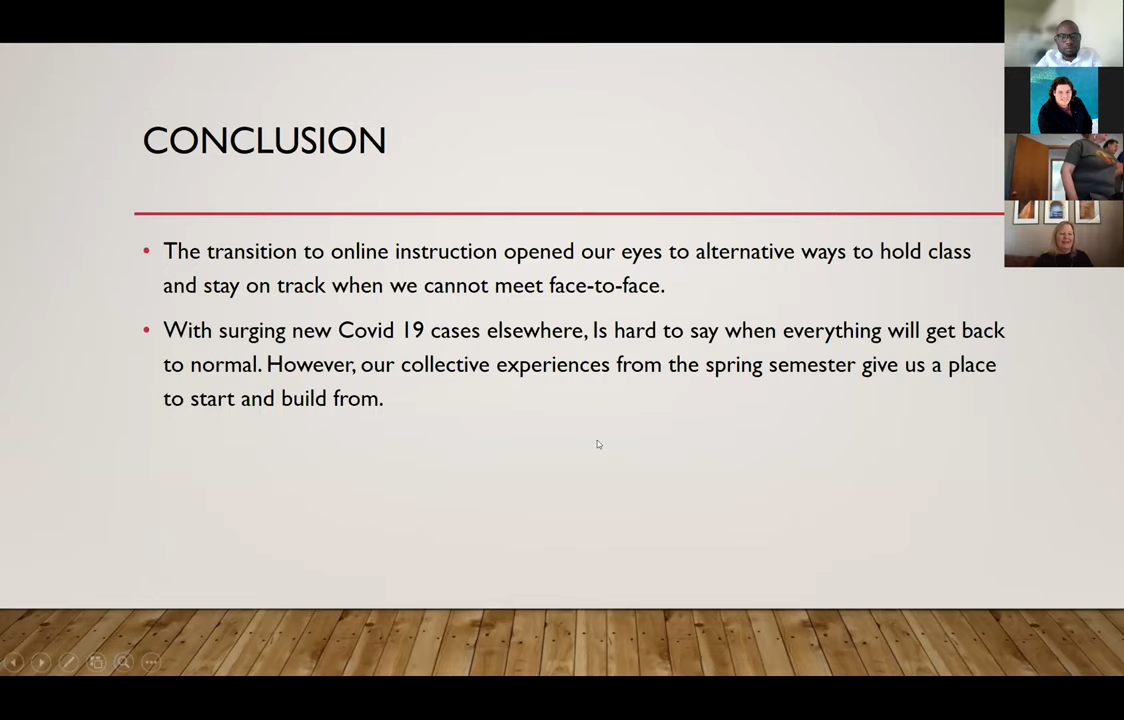 CONCLUSION
• The transition to online instruction opened our eyes to alternative ways to hold class
and stay on track when we cannot meet face-to-face.
• With surging new Covid 19 cases elsewhere, Is hard to say when everything will get back
to normal. However, our collective experiences from the spring semester give us a place
to start and build from.